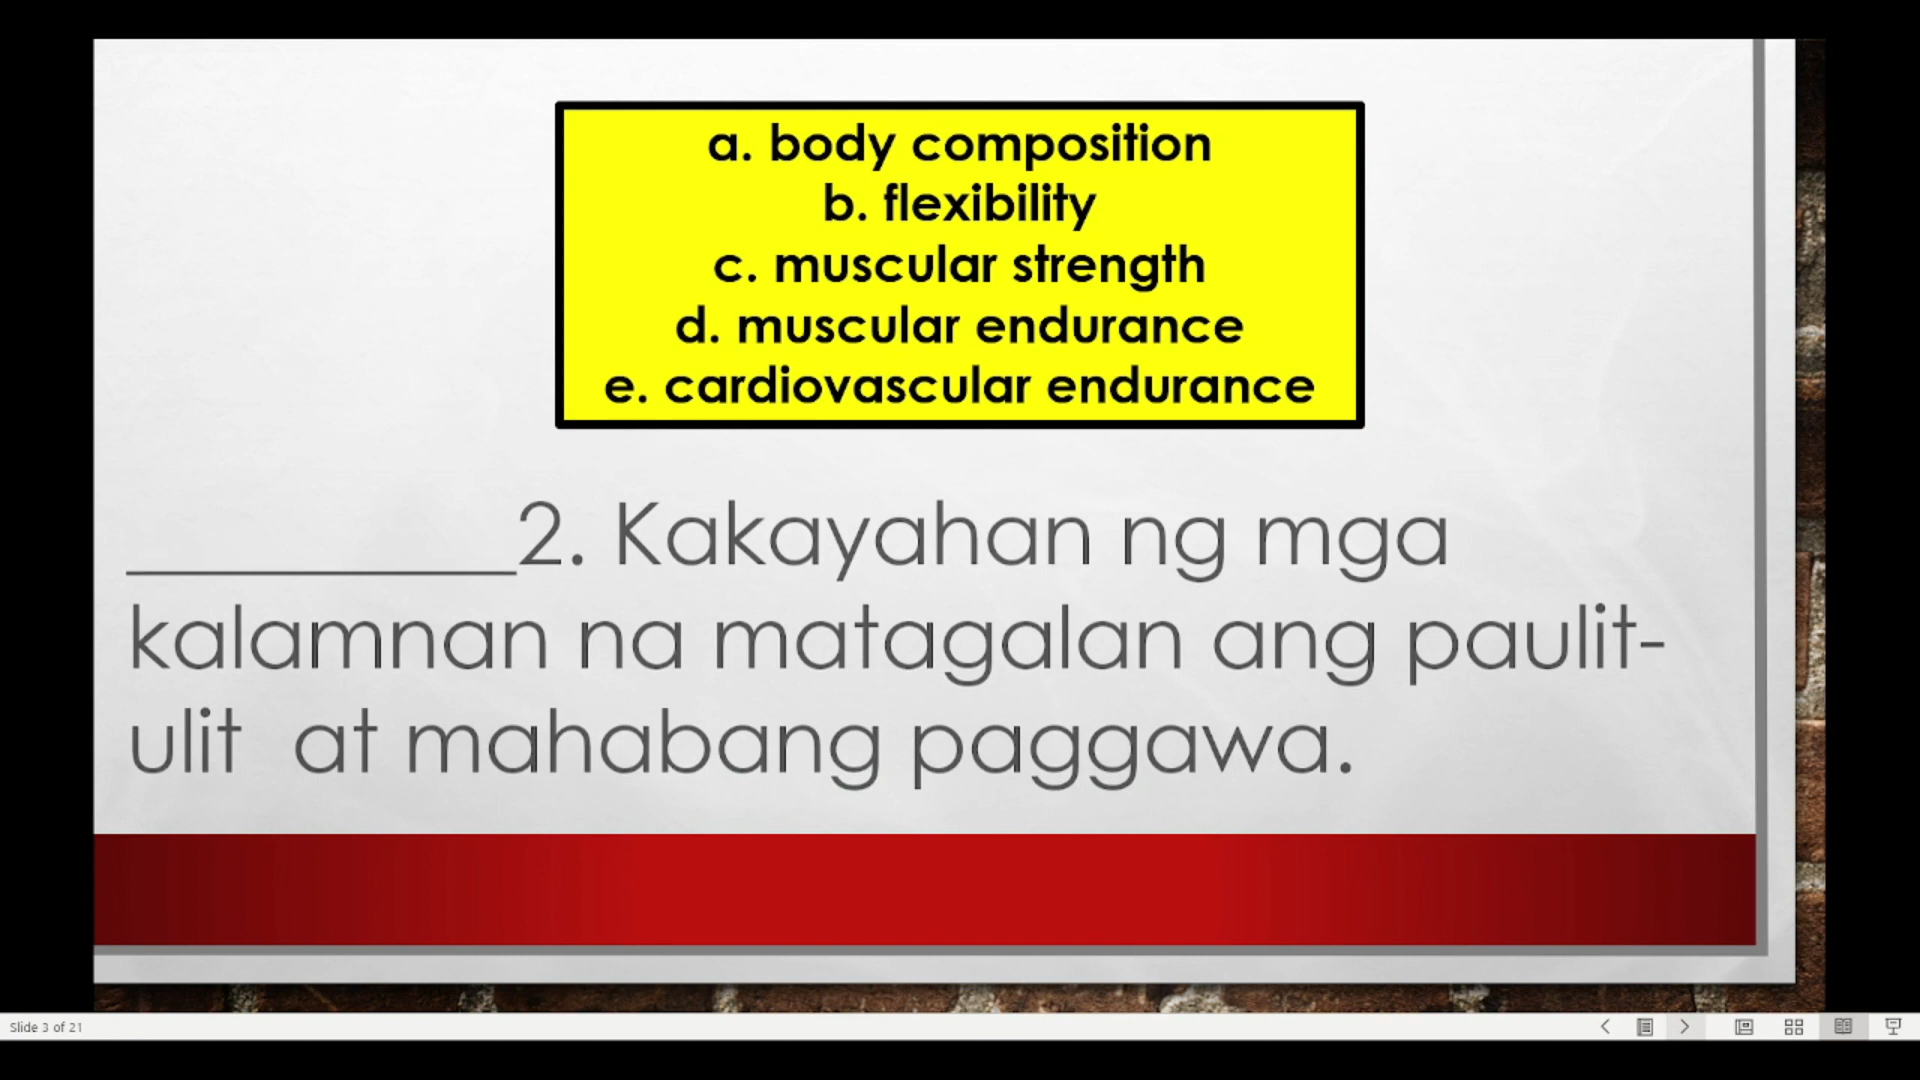 a. body composition
b. flexibility
c. muscular strength
d. muscular endurance
e. cardiovascular endurance
__________2. Kakayahan ng mga
kalamnan na matagalan ang paulit-
ulit  at mahabang paggawa.
Slide 3 of 21